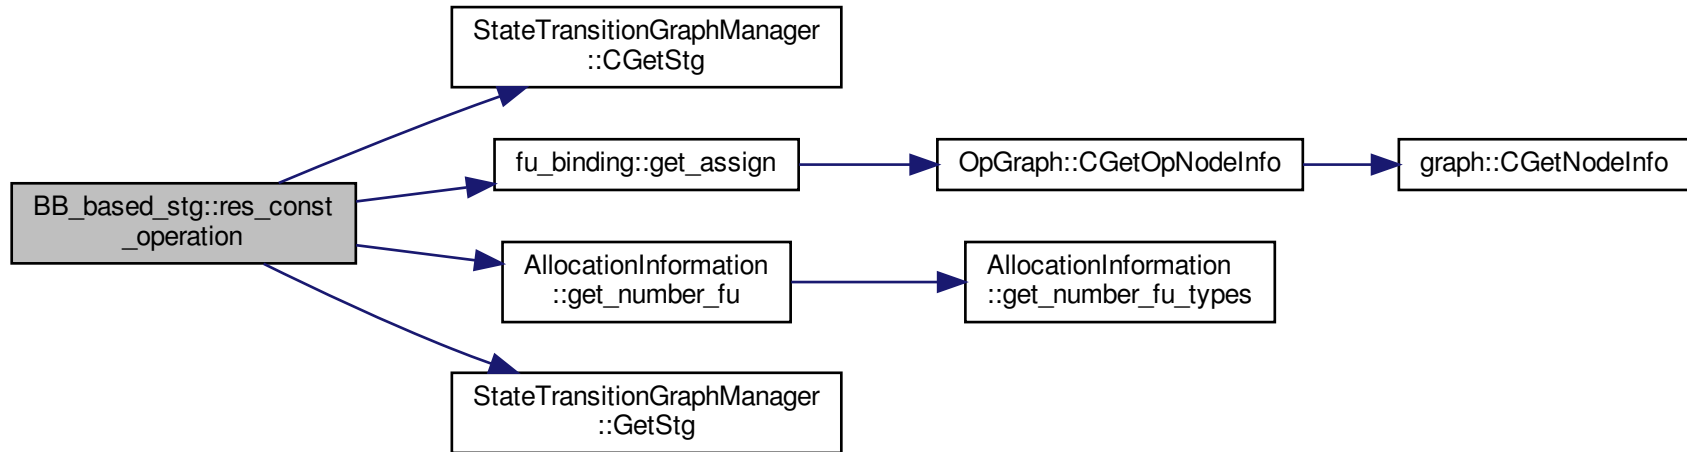 StateTransitionGraphManager
::CGetStg
fu_binding::get_assign
OpGraph::CGetOpNodeInfo
graph::CGetNodeInfo
BB_based_stg::res_const
_operation
AllocationInformation
::get_number_fu
AllocationInformation
::get_number_fu_types
StateTransitionGraphManager
::GetStg